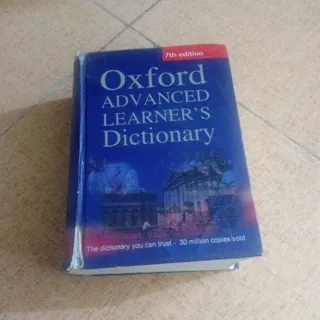 7th edition
Oxford
ADVANCED
LEARNER'S
Dictionary
The dictionary you can trust - 30 million copies sold